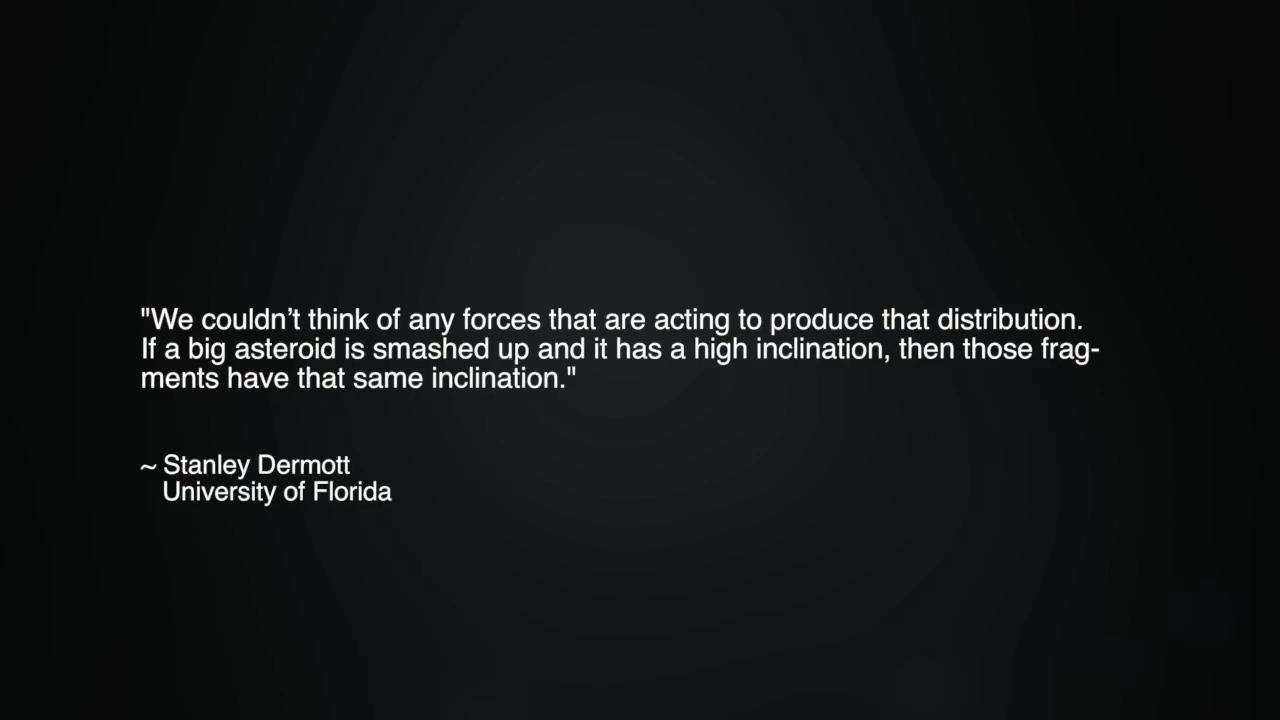 "We couldn’t think of any forces that are acting to produce that distribution.
If a big asteroid is smashed up and it has a high inclination, then those frag-
ments have that same inclination."
~ Stanley Dermott
University of Florida